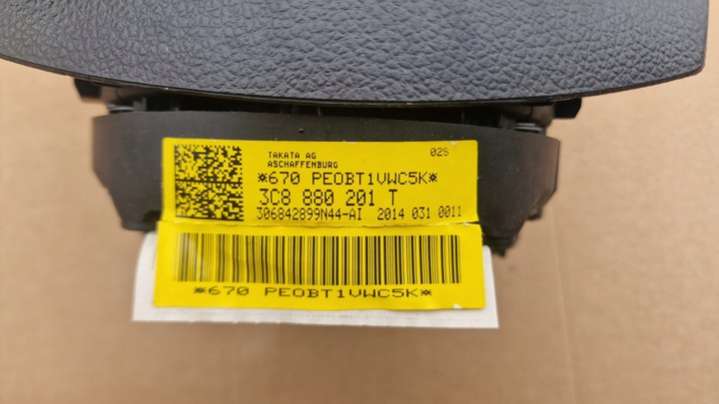 TAKATA AG 025
ASCHAFFENBURG
*670 PEOBT1VWC5K*
3C8 880 201 T
306842899N44-AI 2014 031 0011
*670 PEOBT1VWC5K*